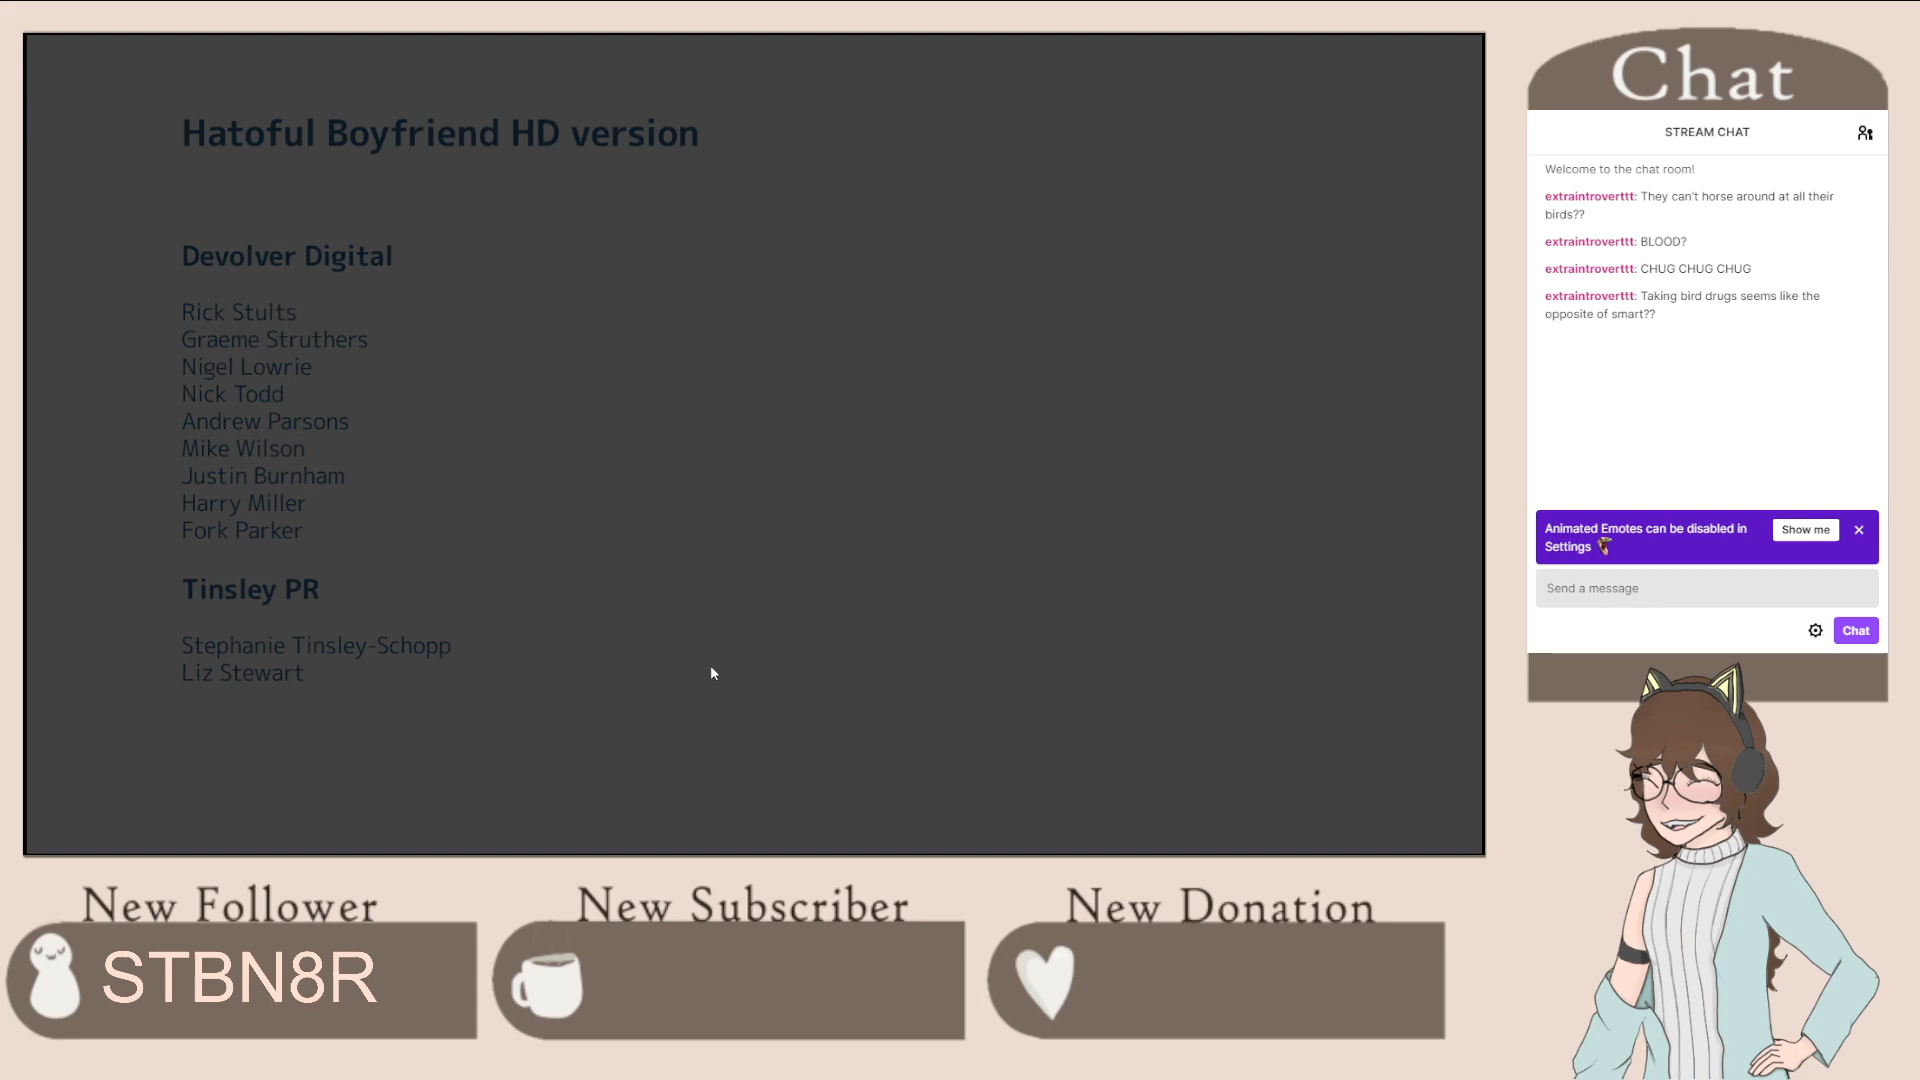 Hatoful Boyfriend HD version
Devolver Digital
Rick Stults
Graeme Struthers
Nigel Lowrie
Nick Todd
Andrew Parsons
Mike Wilson
Justin Burnham
Harry Miller
Fork Parker
Tinsley PR
Stephanie Tinsley-Schopp
Liz Stewart
Chat
STREAM CHAT
Welcome to the chat room!
extraintroverttt: They can't horse around at all their
birds??
extraintroverttt: BLOOD?
extraintroverttt: CHUG CHUG CHUG
extraintroverttt: Taking bird drugs seems like the
opposite of smart??
Animated Emotes can be disabled in
Settings
Show me
Send a message
Chat
New Follower
STBN8R
New Subscriber
New Donation